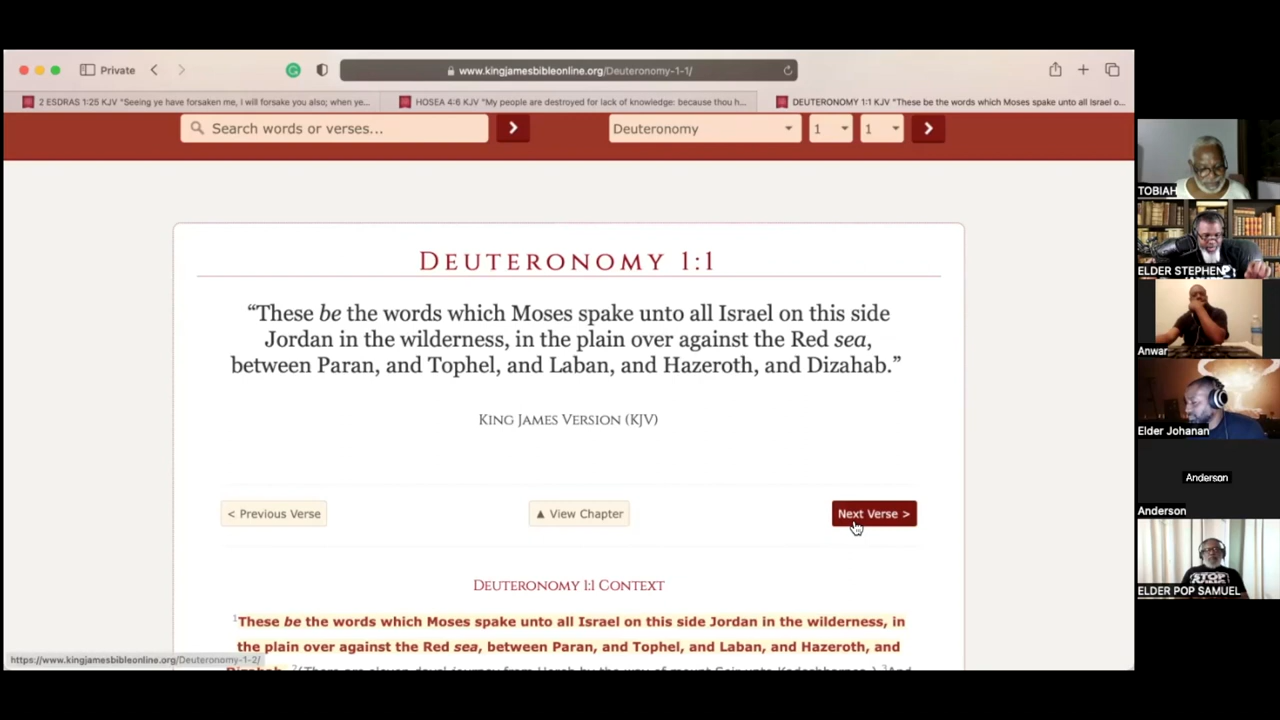 Private
www.kingjamesbibleonline.org/Deuteronomy-1-1/
2 ESDRAS 1:25 KJV "Seeing ye have forsaken me, I will forsake you also; when ye...
HOSEA 4:6 KJV "My people are destroyed for lack of knowledge: because thou h...
DEUTERONOMY 1:1 KJV "These be the words which Moses spake unto all Israel o...
Search words or verses...
Deuteronomy
1
1
DEUTERONOMY 1:1
“These be the words which Moses spake unto all Israel on this side
Jordan in the wilderness, in the plain over against the Red sea,
between Paran, and Tophel, and Laban, and Hazeroth, and Dizahab.”
KING JAMES VERSION (KJV)
< Previous Verse
▲ View Chapter
Next Verse >
DEUTERONOMY 1:1 CONTEXT
1These be the words which Moses spake unto all Israel on this side Jordan in the wilderness, in
the plain over against the Red sea, between Paran, and Tophel, and Laban, and Hazeroth, and
https://www.kingjamesbibleonline.org/Deuteronomy-1-2/
TOBIAH
ELDER STEPHEN
Anwar
Elder Johanan
Anderson
Anderson
STOP
ELDER POP SAMUEL